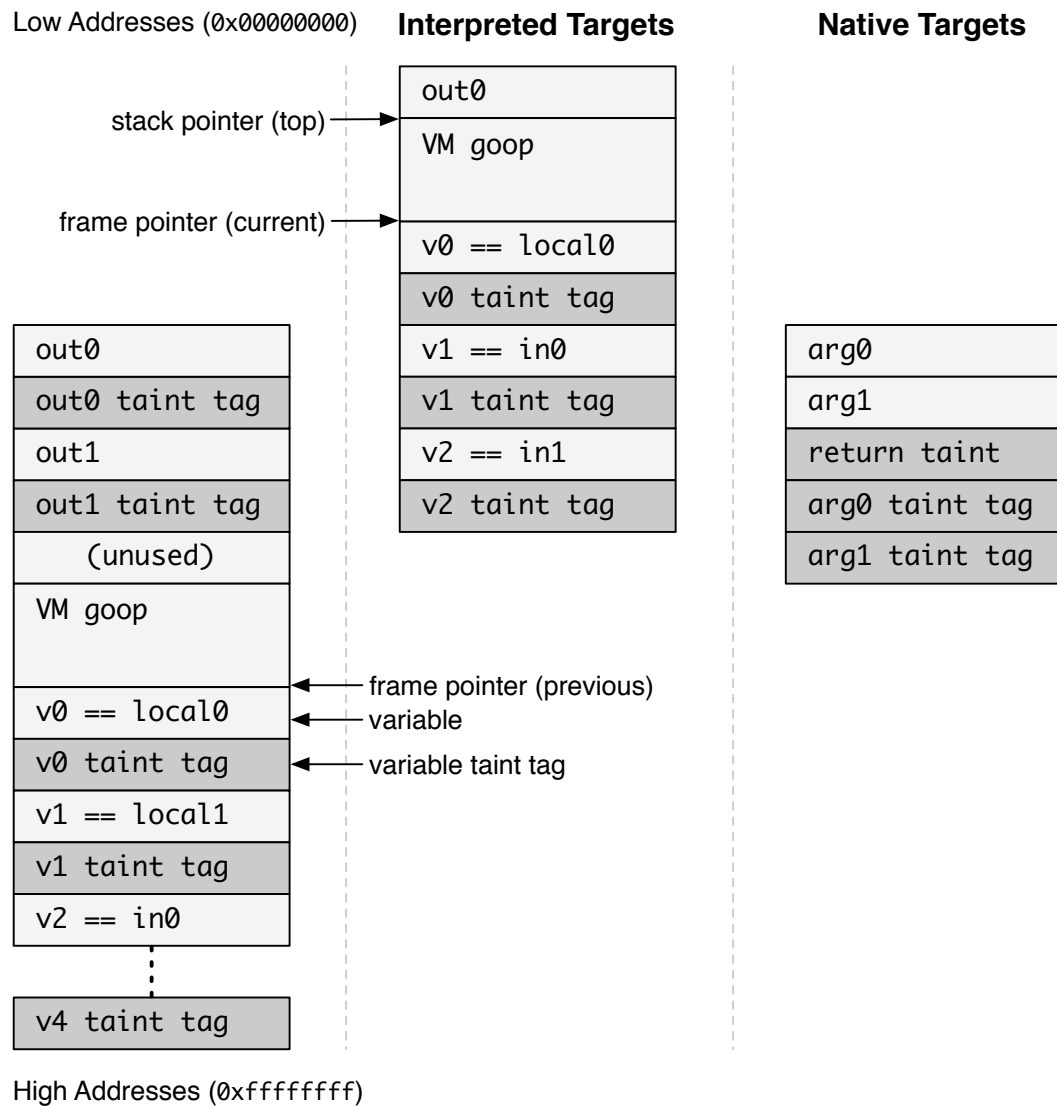 Low Addresses (0x00000000)
Interpreted Targets
Native Targets
stack pointer (top)
frame pointer (current)
out0
VM goop
v0 == local0
v0 taint tag
v1 == in0
v1 taint tag
v2 == in1
v2 taint tag
out0
out0 taint tag
out1
out1 taint tag
(unused)
VM goop
v0 == local0
v0 taint tag
v1 == local1
v1 taint tag
v2 == in0
v4 taint tag
frame pointer (previous)
variable
variable taint tag
arg0
arg1
return taint
arg0 taint tag
arg1 taint tag
High Addresses (0xffffffff)